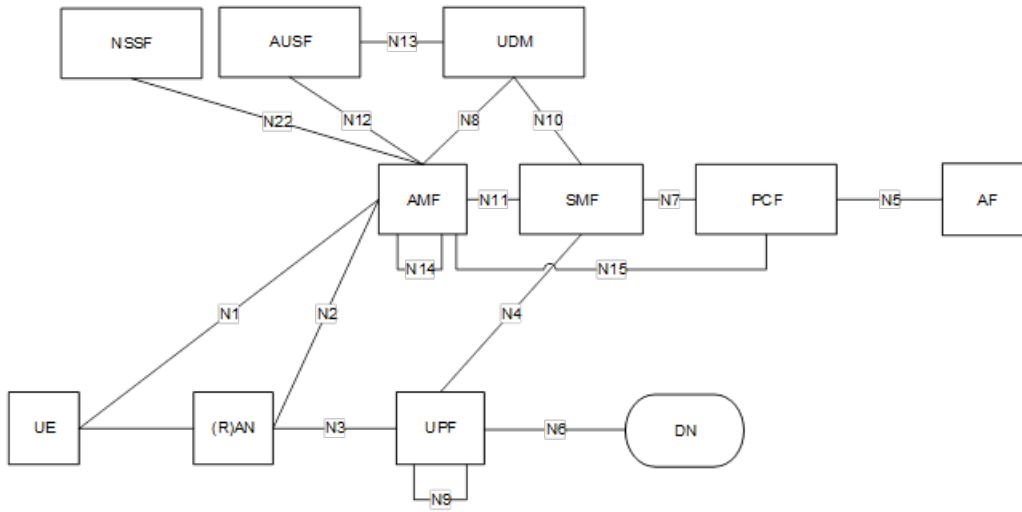 NSSF
AUSF
N13
UDM
N22
N12
N8
N10
AMF
N11
SMF
N7
PCF
N5
AF
N14
N15
N1
N2
N4
UE
(R)AN
N3
UPF
N6
DN
N9